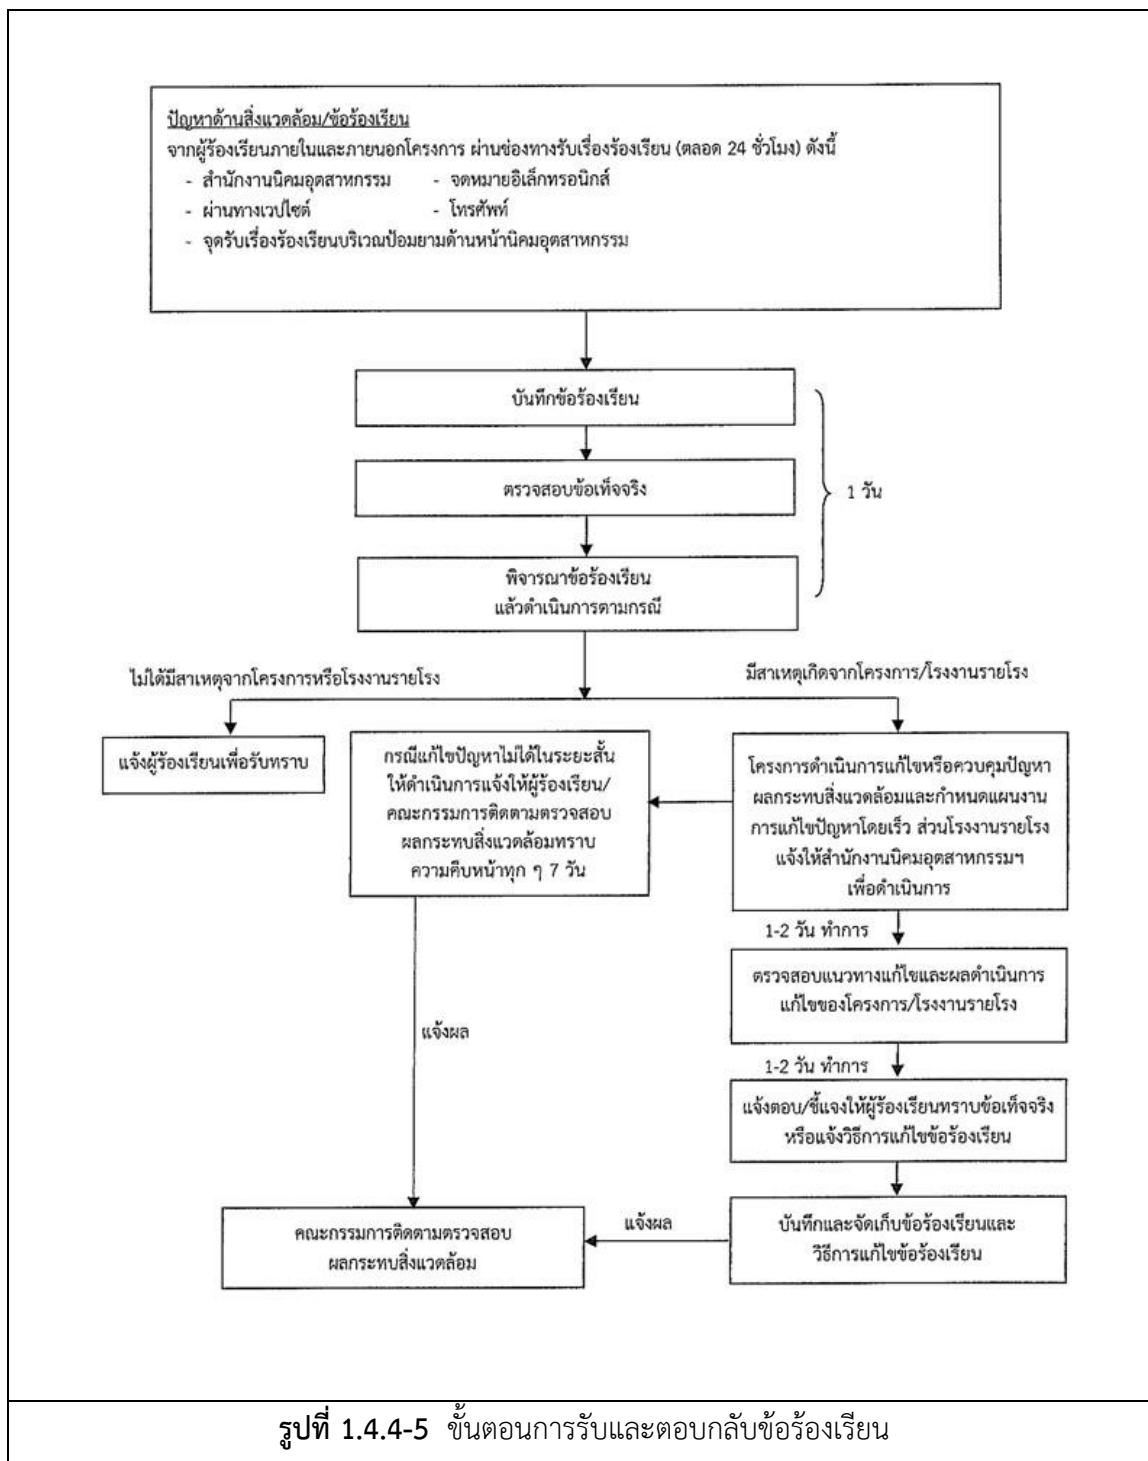 ปัญหาด้านสิ่งแวดล้อม/ข้อร้องเรียน
จากผู้ร้องเรียนภายในและภายนอกโครงการ ผ่านช่องทางรับเรื่องร้องเรียน (ตลอด 24 ชั่วโมง) ดังนี้
- สำนักงานนิคมอุตสาหกรรม - จดหมายอิเล็กทรอนิกส์
- ผ่านทางเวปไซต์ - โทรศัพท์
- จุดรับเรื่องร้องเรียนบริเวณป้อมยามด้านหน้านิคมอุตสาหกรรม
บันทึกข้อร้องเรียน
ตรวจสอบข้อเท็จจริง
1 วัน
พิจารณาข้อร้องเรียน
แล้วดำเนินการตามกรณี
ไม่ได้มีสาเหตุจากโครงการหรือโรงงานรายโรง
มีสาเหตุเกิดจากโครงการ/โรงงานรายโรง
แจ้งผู้ร้องเรียนเพื่อรับทราบ
กรณีแก้ไขปัญหาไม่ได้ในระยะสั้น
ให้ดำเนินการแจ้งให้ผู้ร้องเรียน/
คณะกรรมการติดตามตรวจสอบ
ผลกระทบสิ่งแวดล้อมทราบ
ความคืบหน้าทุก ๆ 7 วัน
โครงการดำเนินการแก้ไขหรือควบคุมปัญหา
ผลกระทบสิ่งแวดล้อมและกำหนดแผนงาน
การแก้ไขปัญหาโดยเร็ว ส่วนโรงงานรายโรง
แจ้งให้สำนักงานนิคมอุตสาหกรรมฯ
เพื่อดำเนินการ
1-2 วัน ทำการ
ตรวจสอบแนวทางแก้ไขและผลดำเนินการ
แก้ไขของโครงการ/โรงงานรายโรง
แจ้งผล
1-2 วัน ทำการ
แจ้งตอบ/ชี้แจงให้ผู้ร้องเรียนทราบข้อเท็จจริง
หรือแจ้งวิธีการแก้ไขข้อร้องเรียน
คณะกรรมการติดตามตรวจสอบ
ผลกระทบสิ่งแวดล้อม
แจ้งผล
บันทึกและจัดเก็บข้อร้องเรียนและ
วิธีการแก้ไขข้อร้องเรียน
รูปที่ 1.4.4-5 ขั้นตอนการรับและตอบกลับข้อร้องเรียน